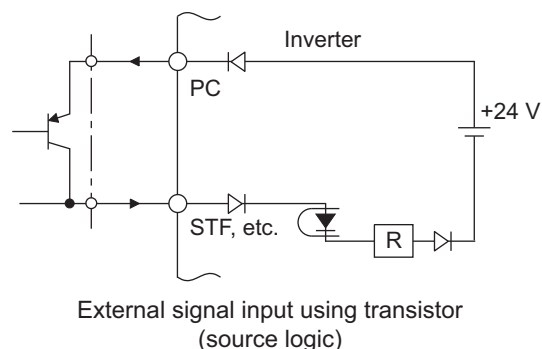 Inverter
PC
+24 V
STF, etc.
R
External signal input using transistor
(source logic)